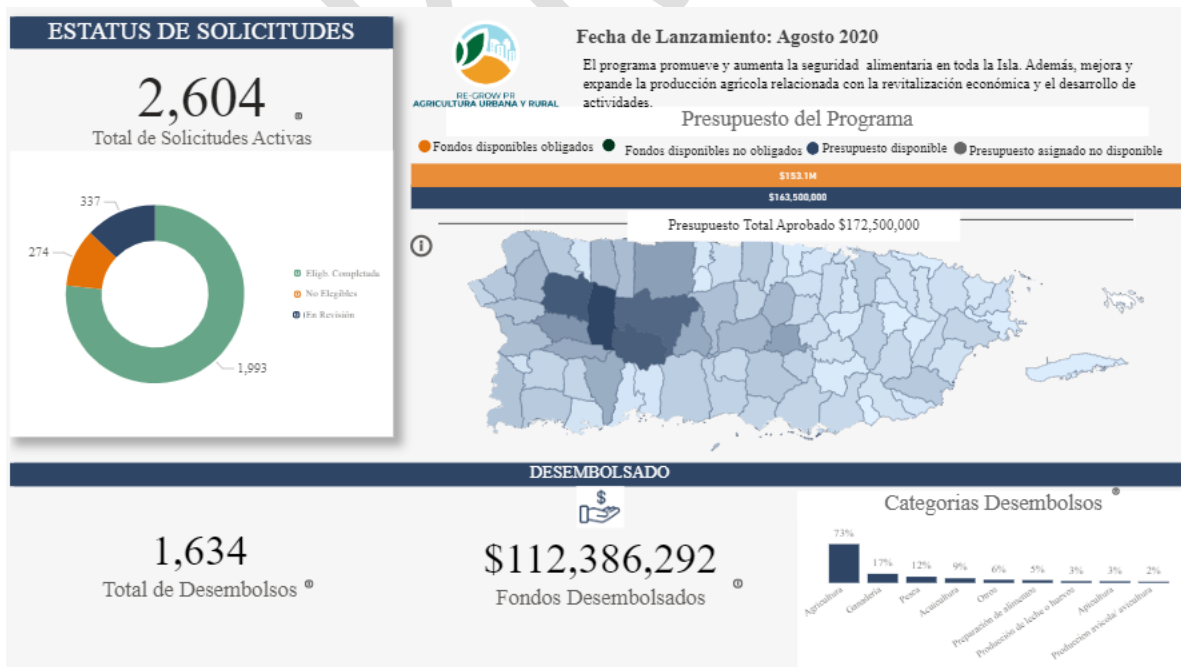 ESTATUS DE SOLICITUDES
2,604
Total de Solicitudes Activas
337
274
1,993
Eligb. Completada
No Elegibles
En Revisión
RE-GROW PR
AGRICULTURA URBANA Y RURAL
Fecha de Lanzamiento: Agosto 2020
El programa promueve y aumenta la seguridad alimentaria en toda la Isla. Además, mejora y
expande la producción agrícola relacionada con la revitalización económica y el desarrollo de
actividades.
Presupuesto del Programa
Fondos disponibles obligados Fondos disponibles no obligados Presupuesto disponible Presupuesto asignado no disponible
$153.1M
$163,500,000
Presupuesto Total Aprobado $172,500,000
DESEMBOLSADO
1,634
Total de Desembolsos
$112,386,292
Fondos Desembolsados
Categorias Desembolsos
73% 17% 12% 9% 6% 5% 3% 3% 2%
Agricultura
Ganadería
Pesca
Acuicultura
Otros
Preparación de alimentos
Producción de leche o huevos
Apicultura
Produccion avicola/ avicultura